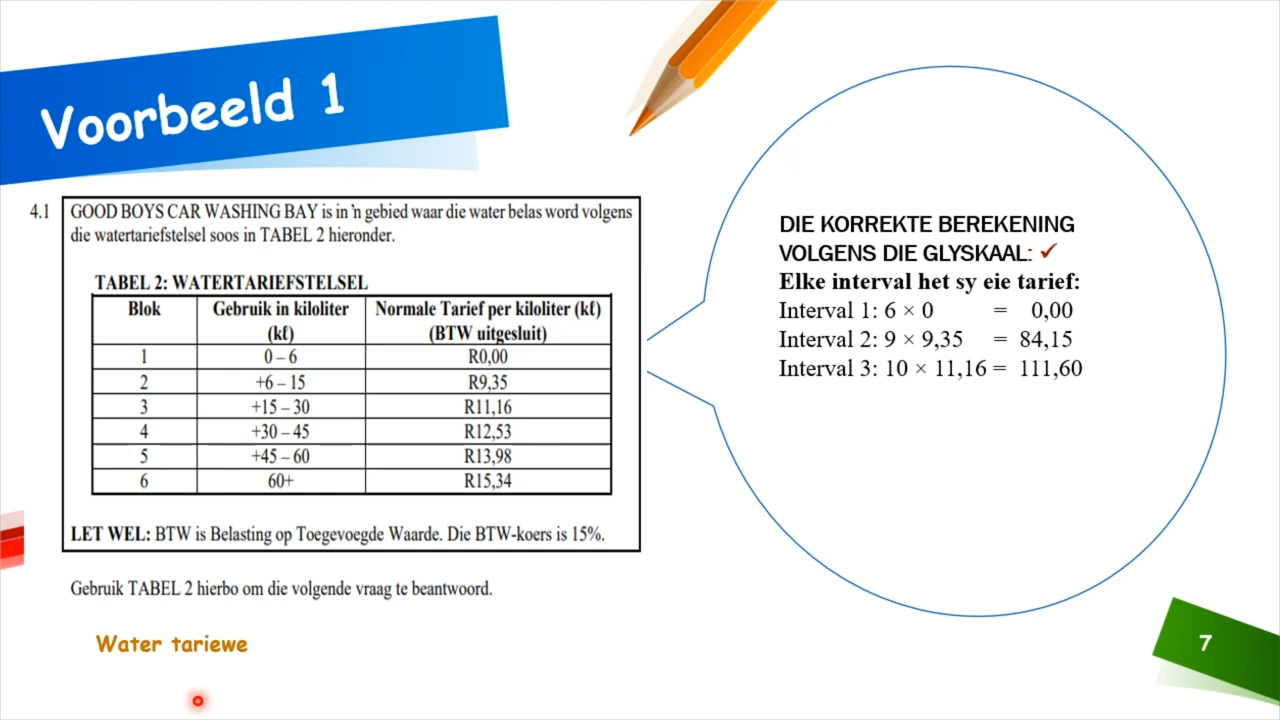 Voorbeeld 1
4.1 GOOD BOYS CAR WASHING BAY is in 'n gebied waar die water belas word volgens
die watertariefstelsel soos in TABEL 2 hieronder.
TABEL 2: WATERTARIEFSTELSEL
Blok Gebruik in kiloliter (kℓ) Normale Tarief per kiloliter (kℓ) (BTW uitgesluit)
1 0 – 6 R0,00
2 +6 – 15 R9,35
3 +15 – 30 R11,16
4 +30 – 45 R12,53
5 +45 – 60 R13,98
6 60+ R15,34
LET WEL: BTW is Belasting op Toegevoegde Waarde. Die BTW-koers is 15%.
Gebruik TABEL 2 hierbo om die volgende vraag te beantwoord.
Water tariewe
DIE KORREKTE BEREKENING
VOLGENS DIE GLYSKAAL: ✓
Elke interval het sy eie tarief:
Interval 1: 6 × 0 = 0,00
Interval 2: 9 × 9,35 = 84,15
Interval 3: 10 × 11,16 = 111,60
7